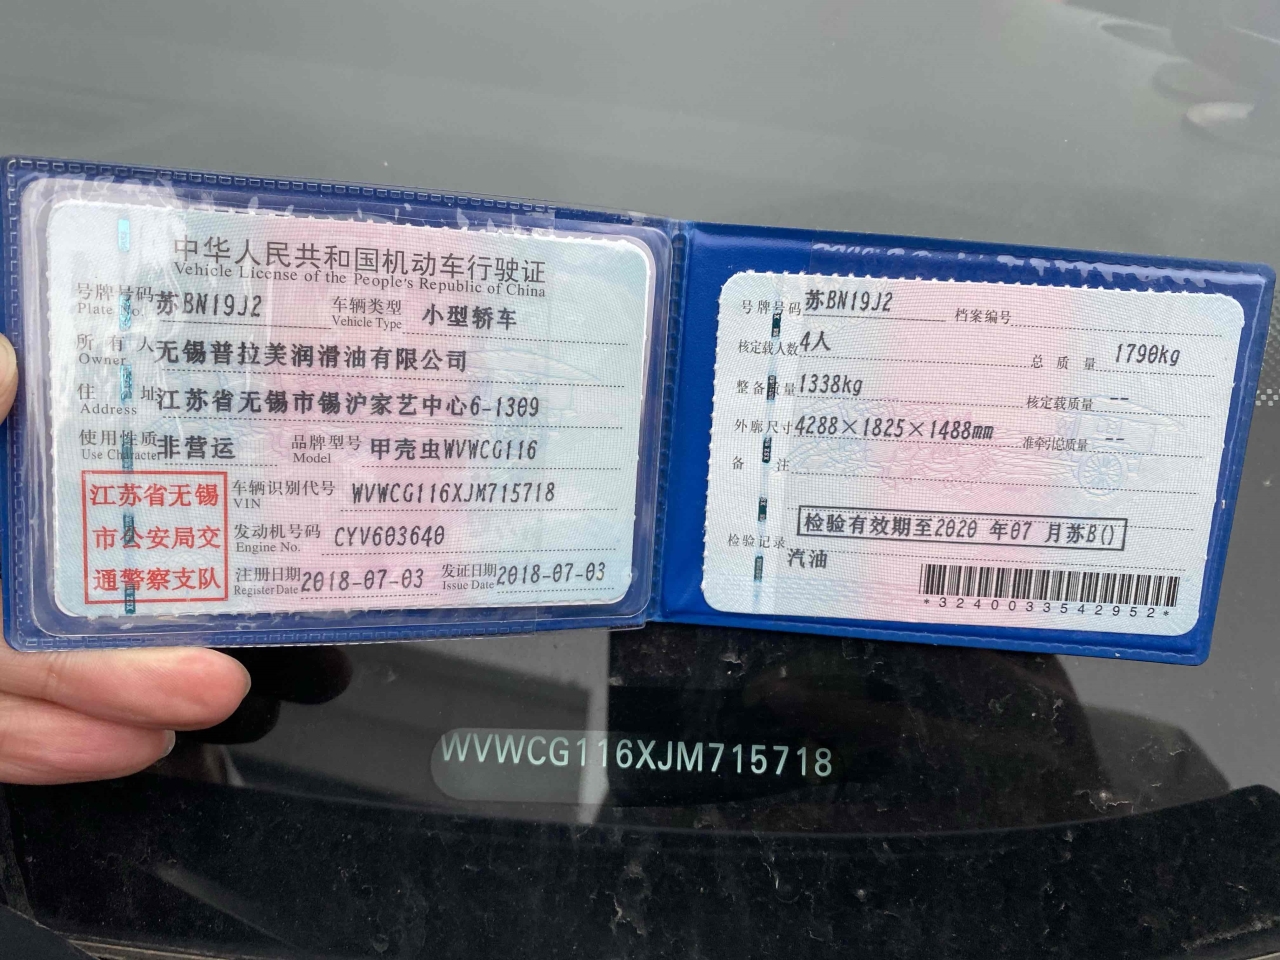 中华人民共和国机动车行驶证
Vehicle License of the People's Republic of China
号牌号码 苏BN19J2 车辆类型 小型轿车
Plate No. Vehicle Type
所有人 无锡普拉美润滑油有限公司
Owner
住址 江苏省无锡市锡沪家艺中心6-1309
Address
使用性质 非营运 品牌型号 甲壳虫WVWCG116
Use Character Model
江苏省无锡
市公安局交
通警察支队
车辆识别代号 WVWCG116XJM715718
VIN
发动机号码 CYV603640
Engine No.
注册日期 2018-07-03 发证日期 2018-07-03
Register Date Issue Date
号牌号码 苏BN19J2 档案编号
核定载人数 4人 总质量 1790kg
整备质量 1338kg 核定载质量 --
外廓尺寸 4288×1825×1488mm 准牵引总质量 --
备注
检验有效期至2020 年07 月苏B()
检验记录
汽油
*3240033542952*
WVWCG116XJM715718